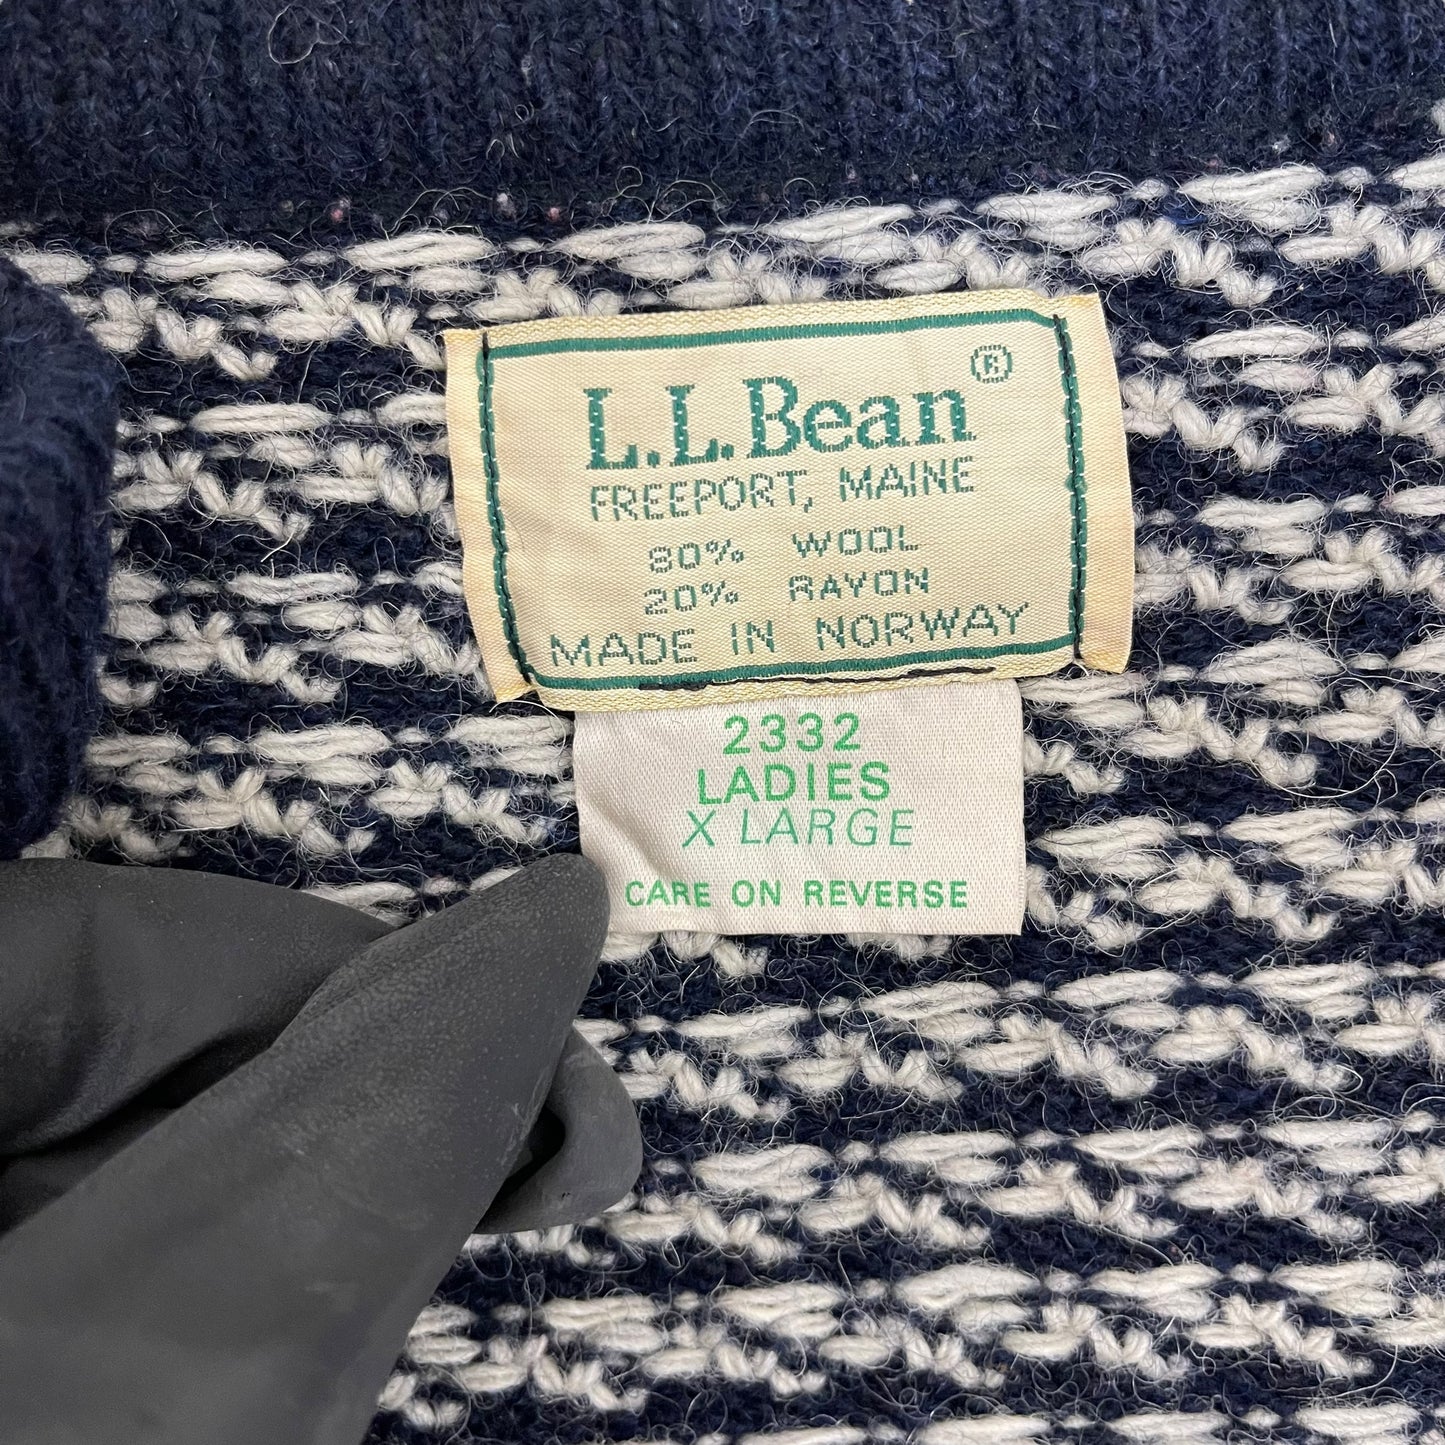 L.L.Bean®
FREEPORT, MAINE
80% WOOL
20% RAYON
MADE IN NORWAY
2332
LADIES
X LARGE
CARE ON REVERSE